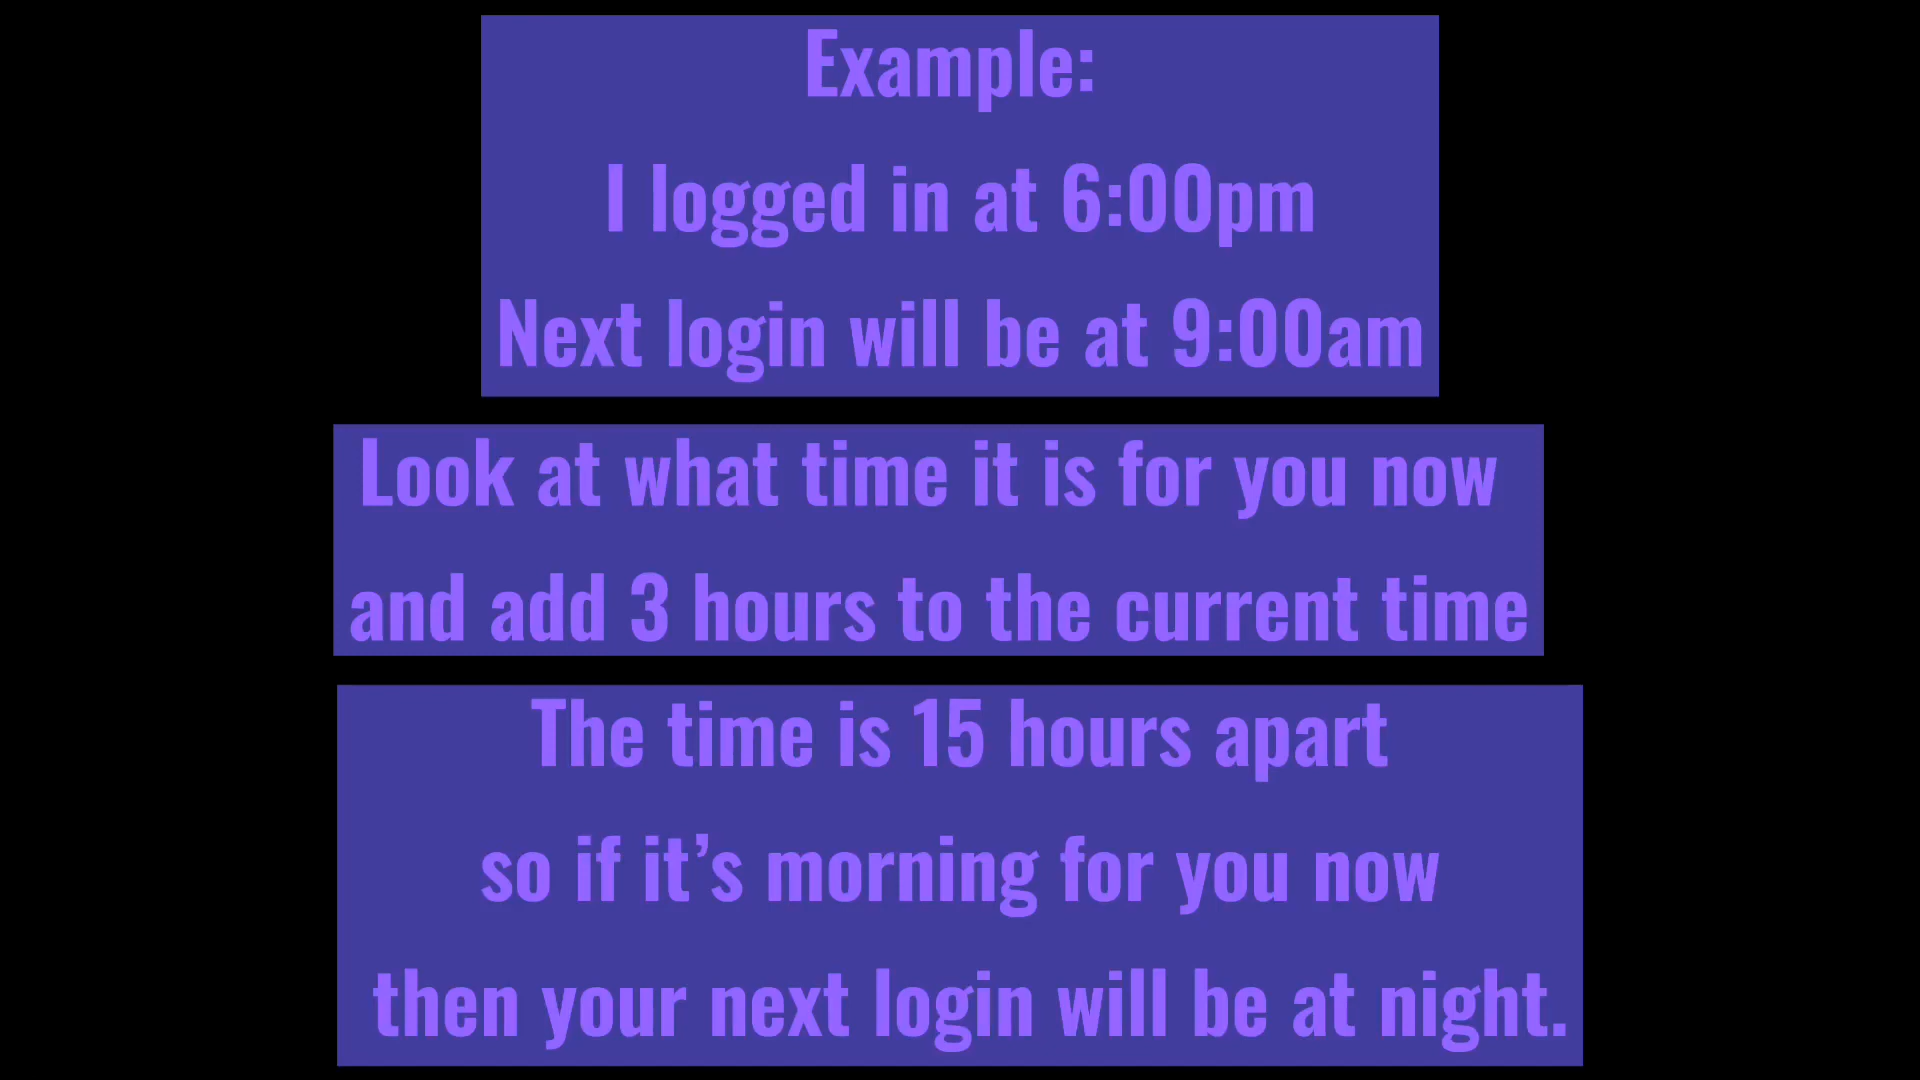 Example:
I logged in at 6:00pm
Next login will be at 9:00am
Look at what time it is for you now
and add 3 hours to the current time
The time is 15 hours apart
so if it’s morning for you now
then your next login will be at night.